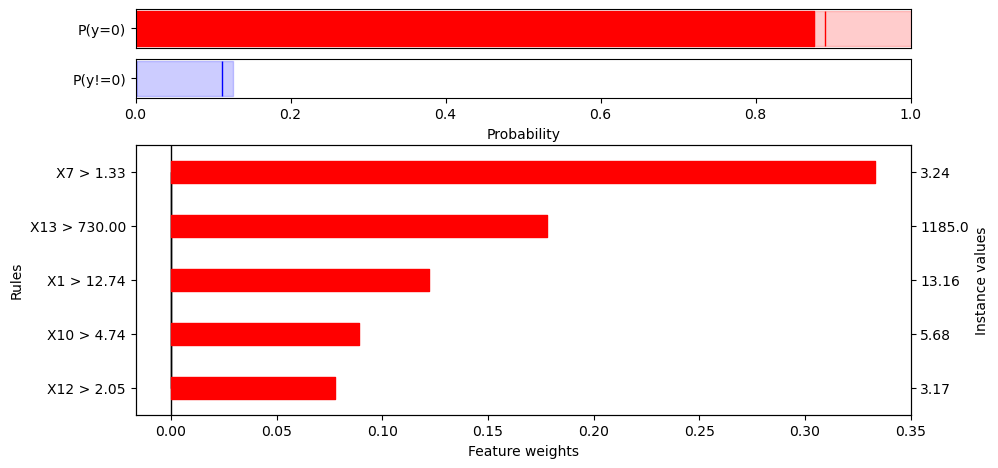 P(y=0)
P(y!=0)
0.0 0.2 0.4 0.6 0.8 1.0
Probability
Rules
X7 > 1.33 3.24
X13 > 730.00 1185.0
X1 > 12.74 13.16
X10 > 4.74 5.68
X12 > 2.05 3.17
Instance values
0.00 0.05 0.10 0.15 0.20 0.25 0.30 0.35
Feature weights